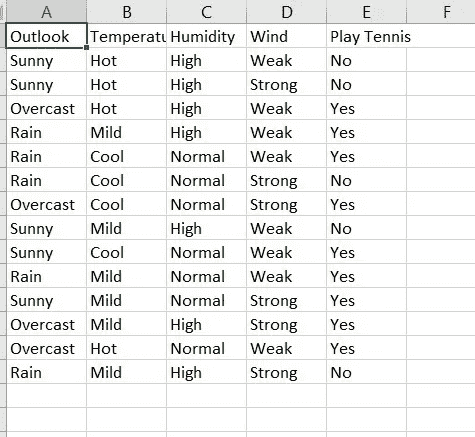 A B C D E F
Outlook Temperatu Humidity Wind Play Tennis
Sunny Hot High Weak No
Sunny Hot High Strong No
Overcast Hot High Weak Yes
Rain Mild High Weak Yes
Rain Cool Normal Weak Yes
Rain Cool Normal Strong No
Overcast Cool Normal Strong Yes
Sunny Mild High Weak No
Sunny Cool Normal Weak Yes
Rain Mild Normal Weak Yes
Sunny Mild Normal Strong Yes
Overcast Mild High Strong Yes
Overcast Hot Normal Weak Yes
Rain Mild High Strong No